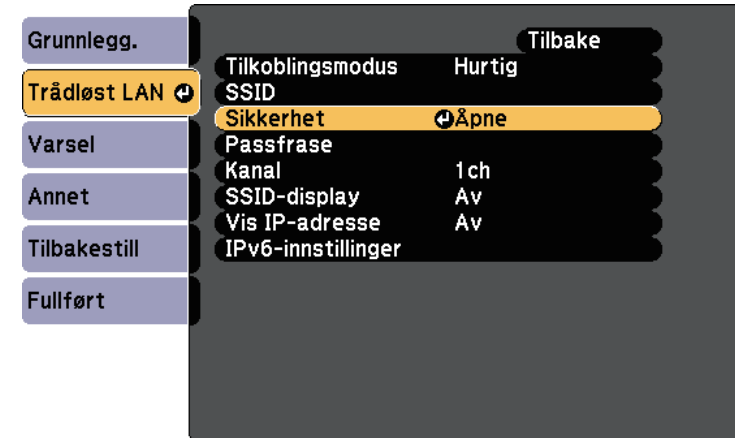 Grunnlegg.
Trådløst LAN
Varsel
Annet
Tilbakestill
Fullført
Tilbake
Tilkoblingsmodus Hurtig
SSID
Sikkerhet Åpne
Passfrase
Kanal 1ch
SSID-display Av
Vis IP-adresse Av
IPv6-innstillinger